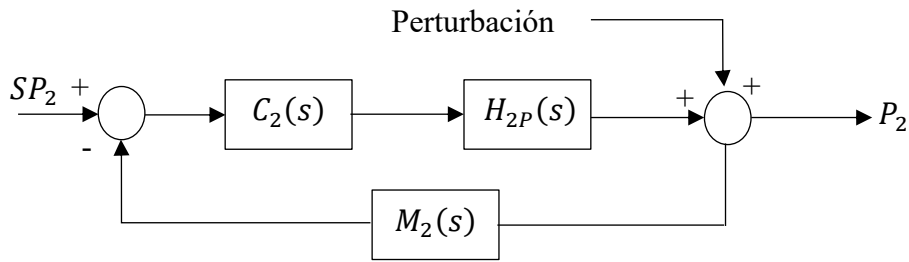 Perturbación
SP₂ + C₂(s) H₂P(s) + + P₂
-
M₂(s)